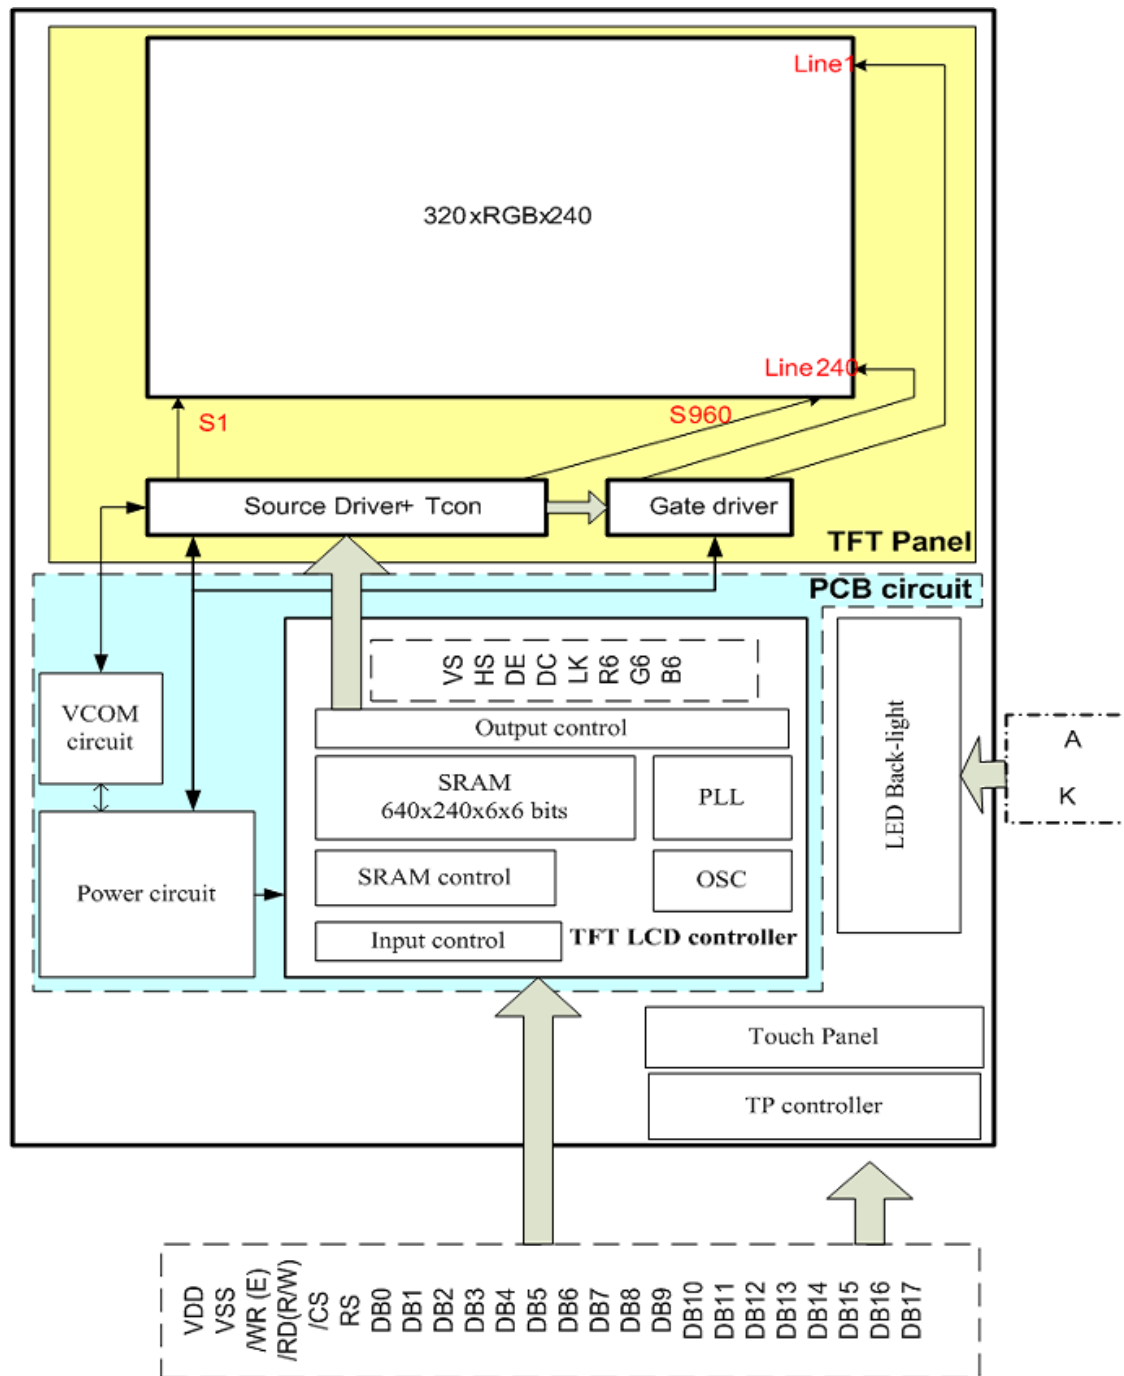 Line1
320xRGBx240
Line240
S1
S960
Source Driver+ Tcon
Gate driver
TFT Panel
PCB circuit
VS
HS
DE
DC
LK
R6
G6
B6
VCOM
circuit
Output control
SRAM
640x240x6x6 bits
PLL
LED Back-light
A
K
Power circuit
SRAM control
OSC
Input control
TFT LCD controller
Touch Panel
TP controller
VDD
VSS
/WR (E)
/RD(R/W)
/CS
RS
DB0
DB1
DB2
DB3
DB4
DB5
DB6
DB7
DB8
DB9
DB10
DB11
DB12
DB13
DB14
DB15
DB16
DB17